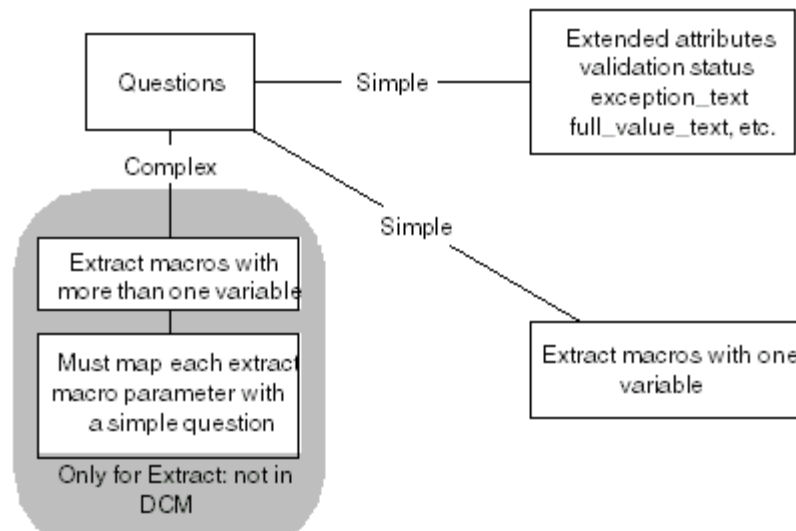 Questions
Simple
Extended attributes
validation status
exception_text
full_value_text, etc.
Complex
Simple
Extract macros with
more than one variable
Must map each extract
macro parameter with
a simple question
Only for Extract: not in
DCM
Extract macros with one
variable